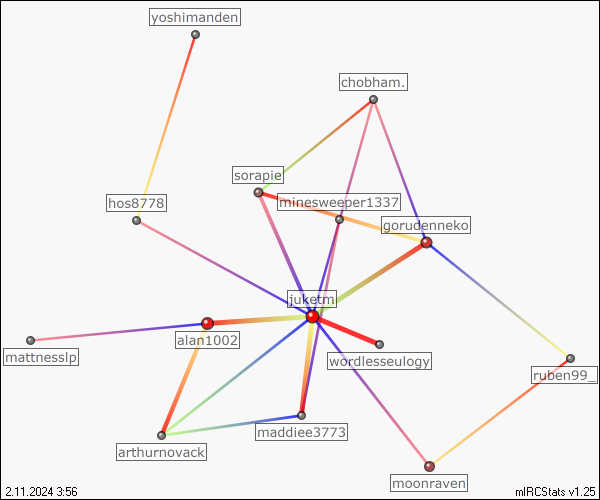 yoshimanden
chobham.
sorapie
minesweeper1337
hos8778
gorudenneko
juketm
alan1002
mattnesslp
wordlesseulogy
ruben99_
maddiee3773
arthurnovack
moonraven
2.11.2024 3:56
mIRCStats v1.25